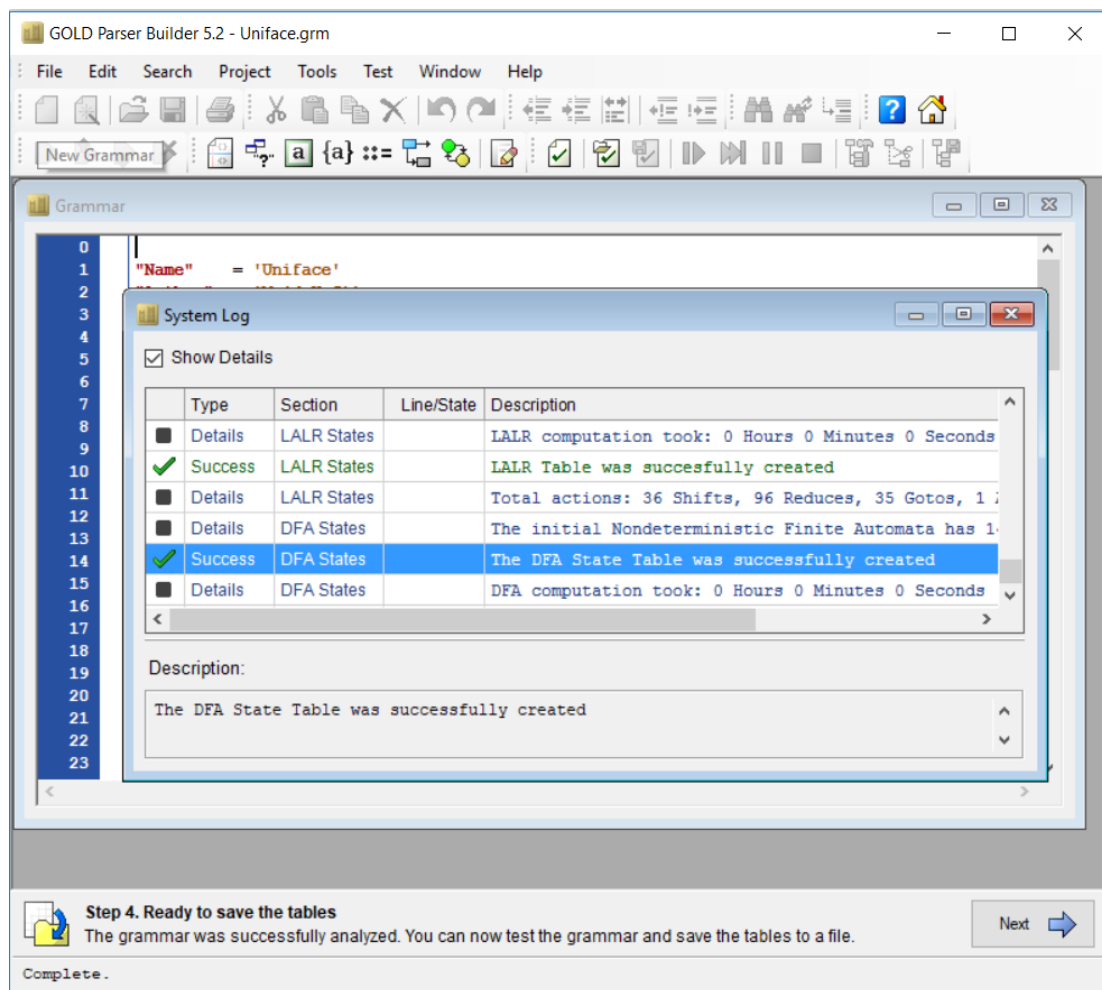 GOLD Parser Builder 5.2 - Uniface.grm
File Edit Search Project Tools Test Window Help
a {a} ::=
New Grammar
Grammar
0
1 "Name" = 'Uniface'
2
3
4
5
6
7
8
9
10
11
12
13
14
15
16
17
18
19
20
21
22
23
System Log
Show Details
Type Section Line/State Description
Details LALR States LALR computation took: 0 Hours 0 Minutes 0 Seconds
Success LALR States LALR Table was succesfully created
Details LALR States Total actions: 36 Shifts, 96 Reduces, 35 Gotos, 1
Details DFA States The initial Nondeterministic Finite Automata has
Success DFA States The DFA State Table was successfully created
Details DFA States DFA computation took: 0 Hours 0 Minutes 0 Seconds
Description:
The DFA State Table was successfully created
Step 4. Ready to save the tables
The grammar was successfully analyzed. You can now test the grammar and save the tables to a file.
Next
Complete.